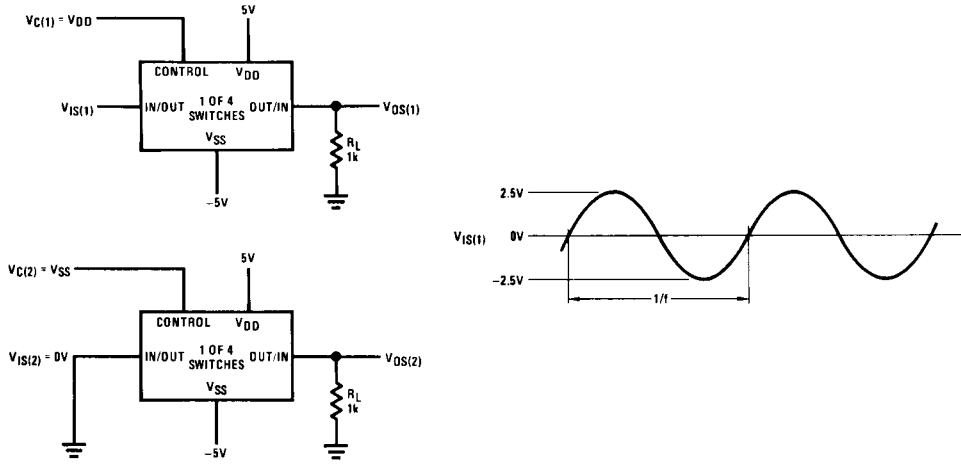 VC(1) = VDD
5V
CONTROL VDD
VIS(1) IN/OUT 1 OF 4 SWITCHES OUT/IN VOS(1)
VSS
RL
1k
-5V
VC(2) = VSS
5V
CONTROL VDD
VIS(2) = 0V IN/OUT 1 OF 4 SWITCHES OUT/IN VOS(2)
VSS
RL
1k
-5V
2.5V
VIS(1) 0V
-2.5V
1/f